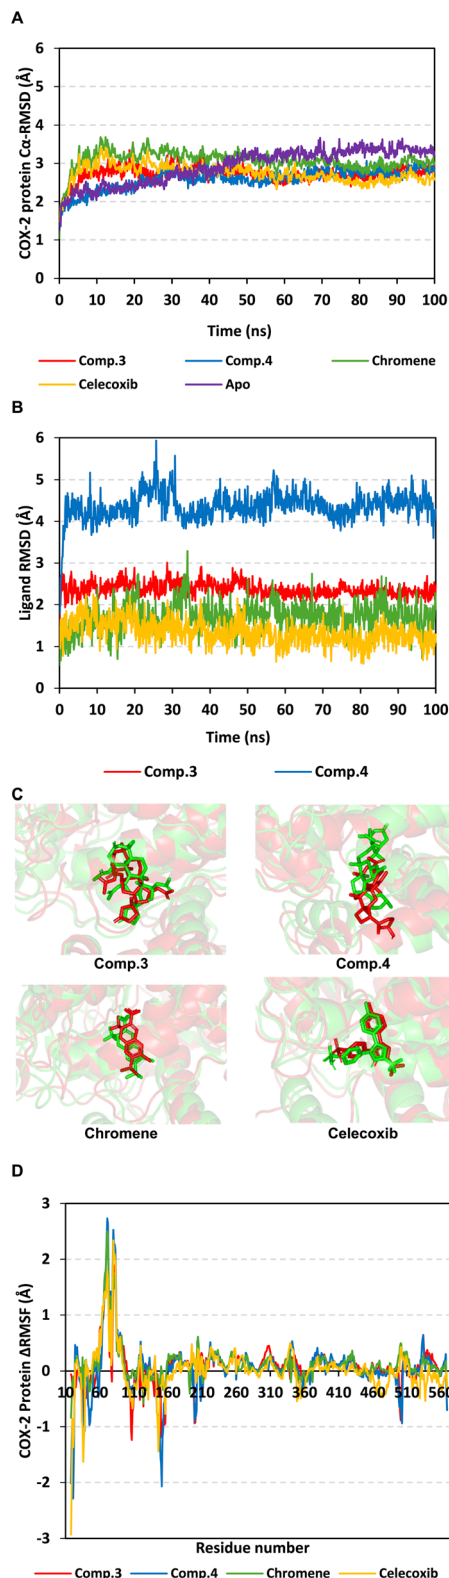 A
COX-2 protein Cα-RMSD (Å)
6
5
4
3
2
1
0
0 10 20 30 40 50 60 70 80 90 100
Time (ns)
Comp.3 Comp.4 Chromene
Celecoxib Apo
B
Ligand RMSD (Å)
6
5
4
3
2
1
0
0 10 20 30 40 50 60 70 80 90 100
Time (ns)
Comp.3 Comp.4
C
Comp.3 Comp.4
Chromene Celecoxib
D
COX-2 Protein ΔRMSF (Å)
3
2
1
0
10 60 110 160 210 260 310 360 410 460 510 560
-1
-2
-3
Residue number
Comp.3 Comp.4 Chromene Celecoxib